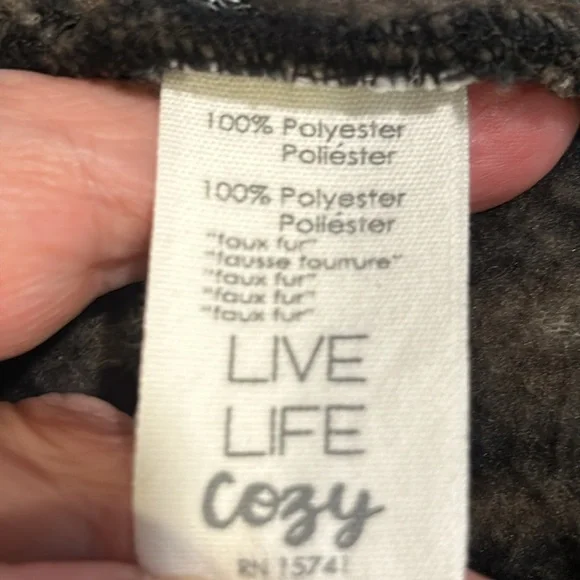 100% Polyester
Poliéster
100% Polyester
Poliéster
"faux fur"
"fausse fourrure"
"faux fur"
"faux fur"
"faux fur"
LIVE
LIFE
cozy
RN 15741